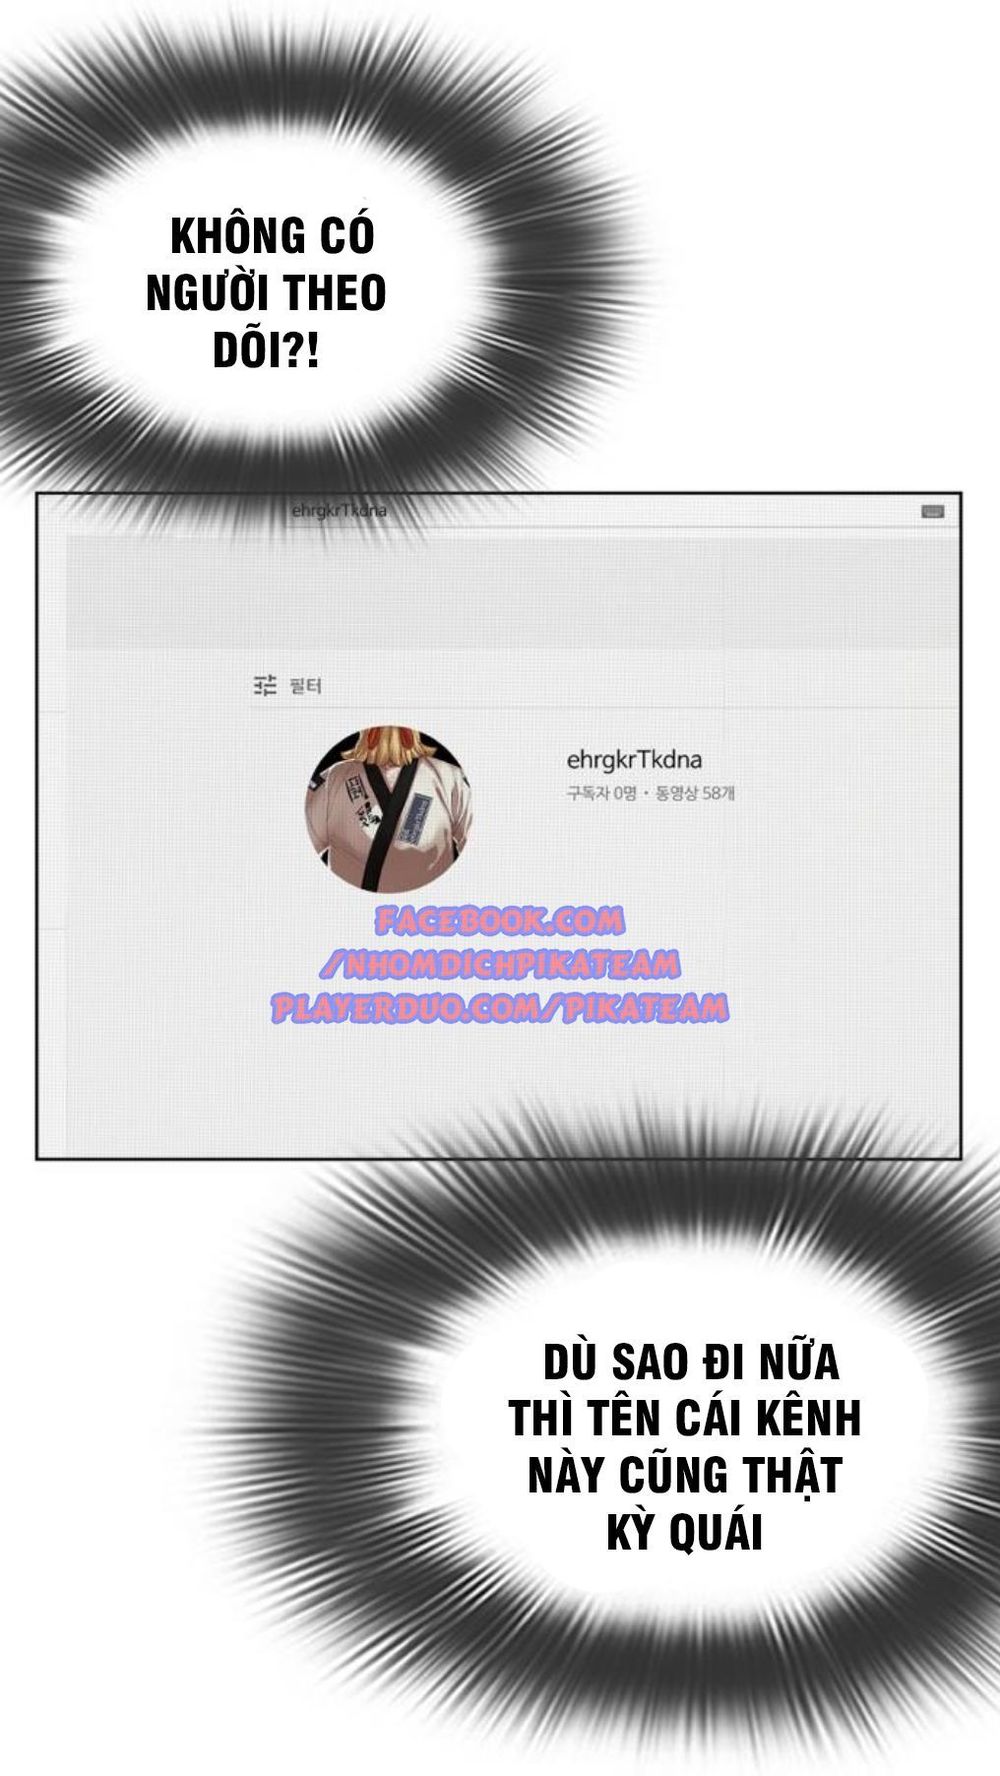 KHÔNG CÓ
NGƯỜI THEO
DÕI?!
ehrgkrTkdna
필터
ehrgkrTkdna
구독자 0명 • 동영상 58개
FACEBOOK.COM
/NHOMDICHPIKATEAM
PLAYERDUO.COM/PIKATEAM
DÙ SAO ĐI NỮA
THÌ TÊN CÁI KÊNH
NÀY CŨNG THẬT
KỲ QUÁI